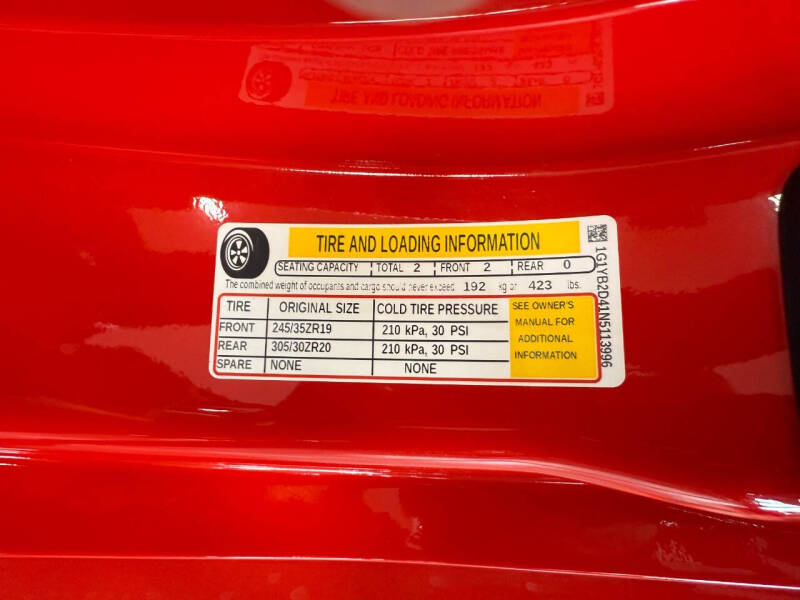 TIRE AND LOADING INFORMATION
SEATING CAPACITY TOTAL 2 FRONT 2 REAR 0
The combined weight of occupants and cargo should never exceed 192 kg or 423 lbs.
TIRE ORIGINAL SIZE COLD TIRE PRESSURE
FRONT 245/35ZR19 210 kPa, 30 PSI
REAR 305/30ZR20 210 kPa, 30 PSI
SPARE NONE NONE
SEE OWNER'S
MANUAL FOR
ADDITIONAL
INFORMATION
1G1YB2D41N5113996